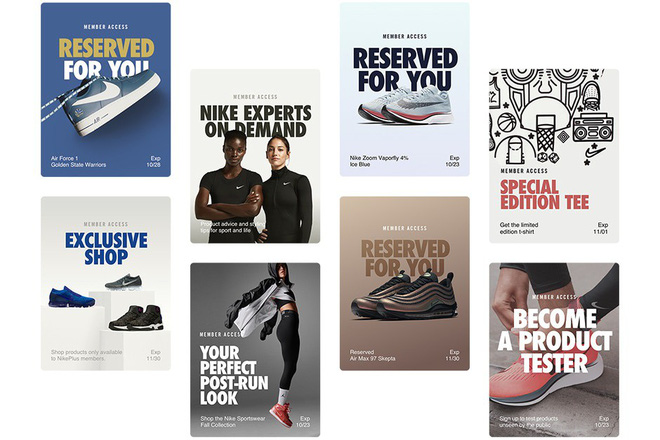 MEMBER ACCESS
RESERVED
FOR YOU
Air Force 1
Golden State Warriors
Exp
10/28
MEMBER ACCESS
EXCLUSIVE
SHOP
Shop products only available
to NikePlus members.
Exp
11/30
MEMBER ACCESS
NIKE EXPERTS
ON DEMAND
Product advice and styling
tips for sport and life
MEMBER ACCESS
YOUR
PERFECT
POST-RUN
LOOK
Shop the Nike Sportswear
Fall Collection
Exp
10/23
MEMBER ACCESS
RESERVED
FOR YOU
Nike Zoom Vaporfly 4%
Ice Blue
Exp
10/23
MEMBER ACCESS
RESERVED
FOR YOU
Reserved
Air Max 97 Skepta
Exp
11/30
MEMBER ACCESS
SPECIAL
EDITION TEE
Get the limited
edition t-shirt
Exp
11/01
MEMBER ACCESS
BECOME
A PRODUCT
TESTER
Sign up to test products
unseen by the public
Exp
10/23